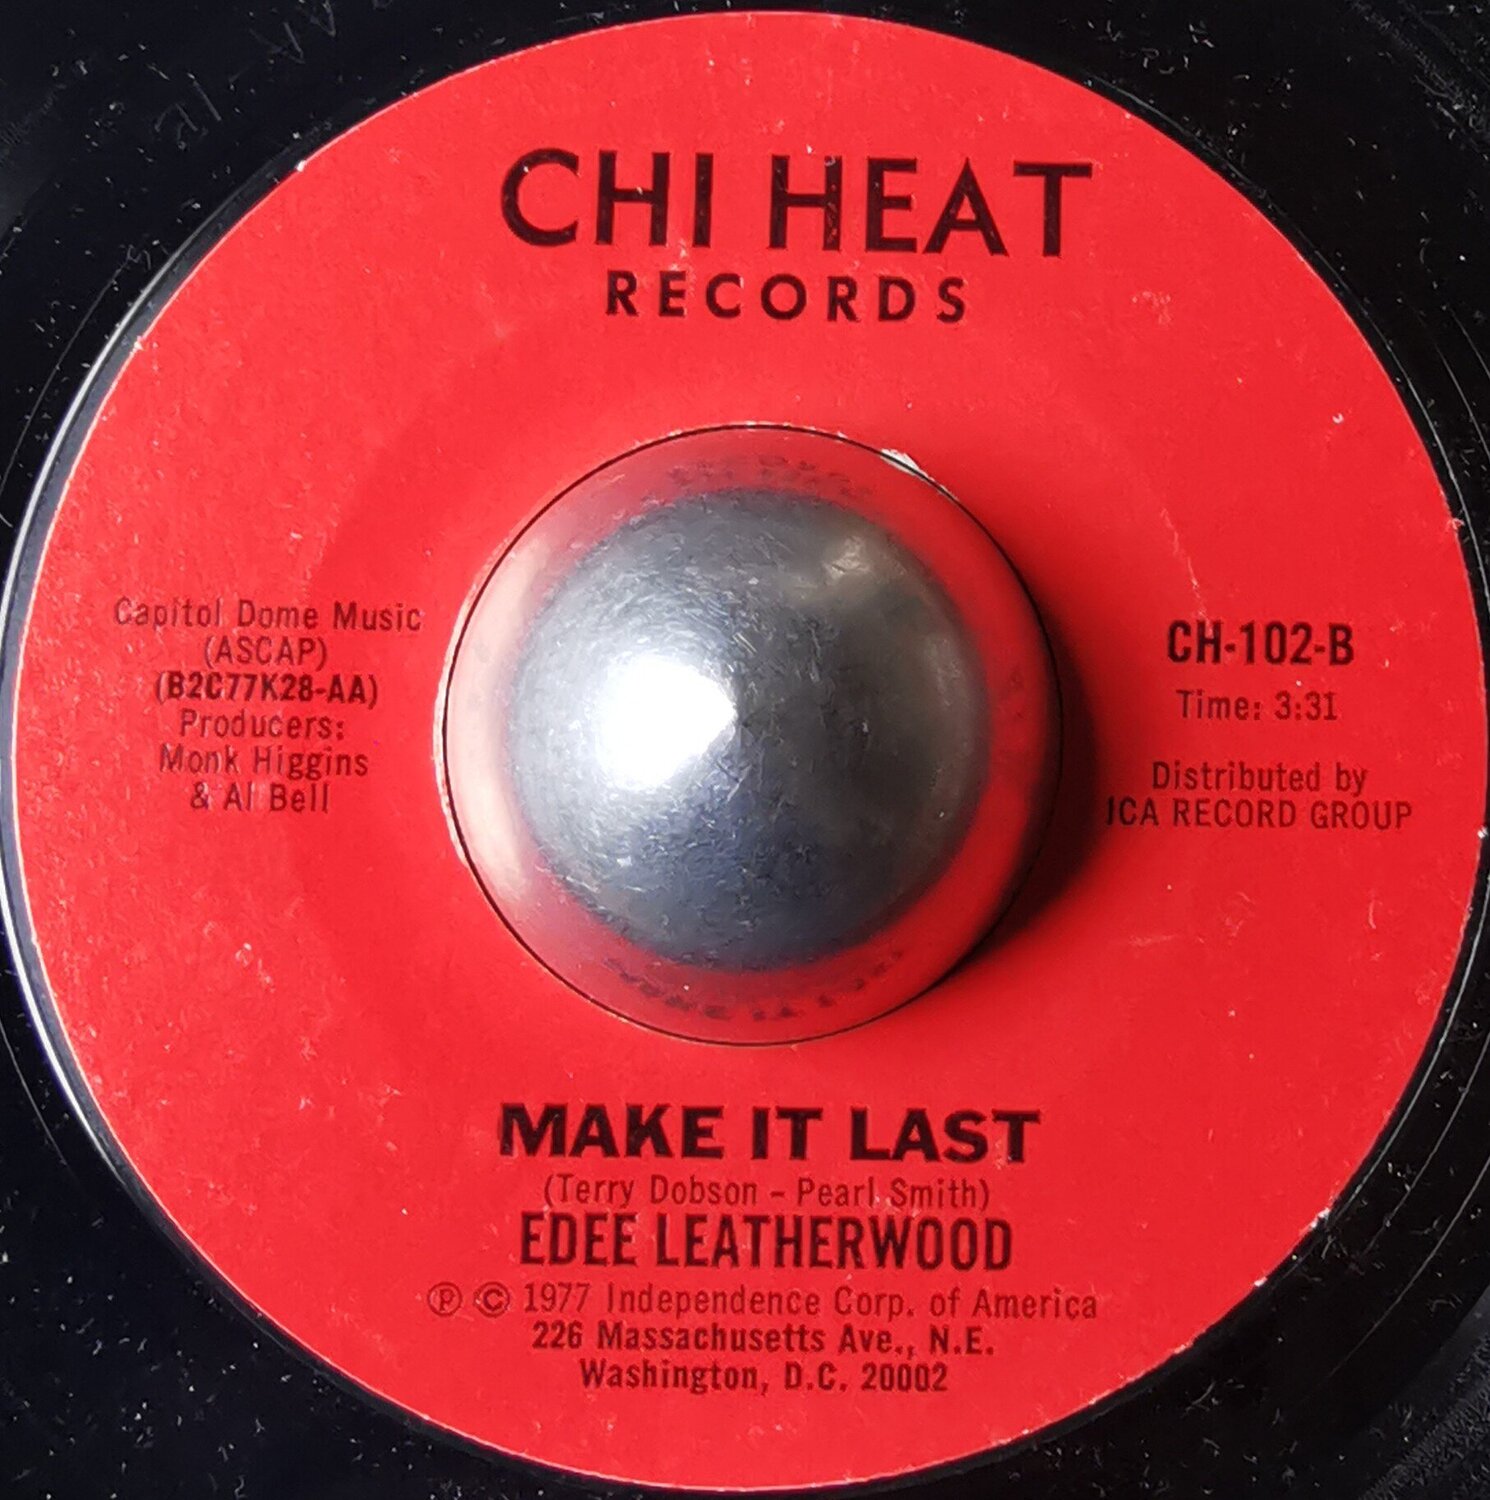 CHI HEAT
RECORDS
Capitol Dome Music
(ASCAP)
(B2C77K28-AA)
Producers:
Monk Higgins
& Al Bell
CH-102-B
Time: 3:31
Distributed by
ICA RECORD GROUP
MAKE IT LAST
(Terry Dobson - Pearl Smith)
EDEE LEATHERWOOD
℗ © 1977 Independence Corp. of America
226 Massachusetts Ave., N.E.
Washington, D.C. 20002